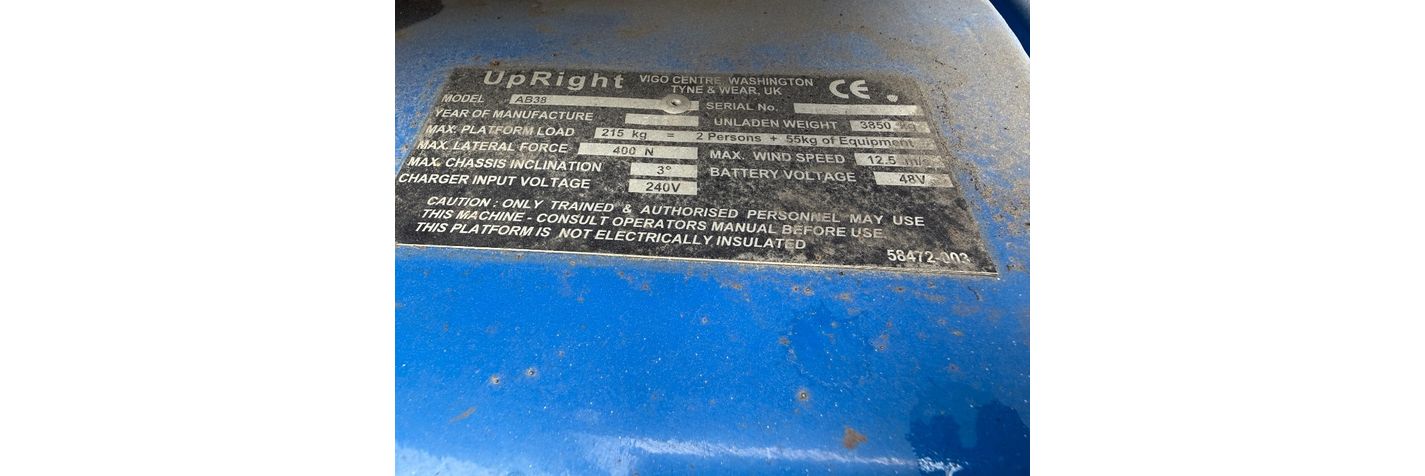 UpRight VIGO CENTRE, WASHINGTON TYNE & WEAR, UK CE
MODEL AB38 SERIAL No.
YEAR OF MANUFACTURE UNLADEN WEIGHT 3850 kg
MAX. PLATFORM LOAD 215 kg = 2 Persons + 55kg of Equipment
MAX. LATERAL FORCE 400 N MAX. WIND SPEED 12.5 m/s
MAX. CHASSIS INCLINATION 3° BATTERY VOLTAGE 48V
CHARGER INPUT VOLTAGE 240V
CAUTION : ONLY TRAINED & AUTHORISED PERSONNEL MAY USE
THIS MACHINE - CONSULT OPERATORS MANUAL BEFORE USE
THIS PLATFORM IS NOT ELECTRICALLY INSULATED
58472-003